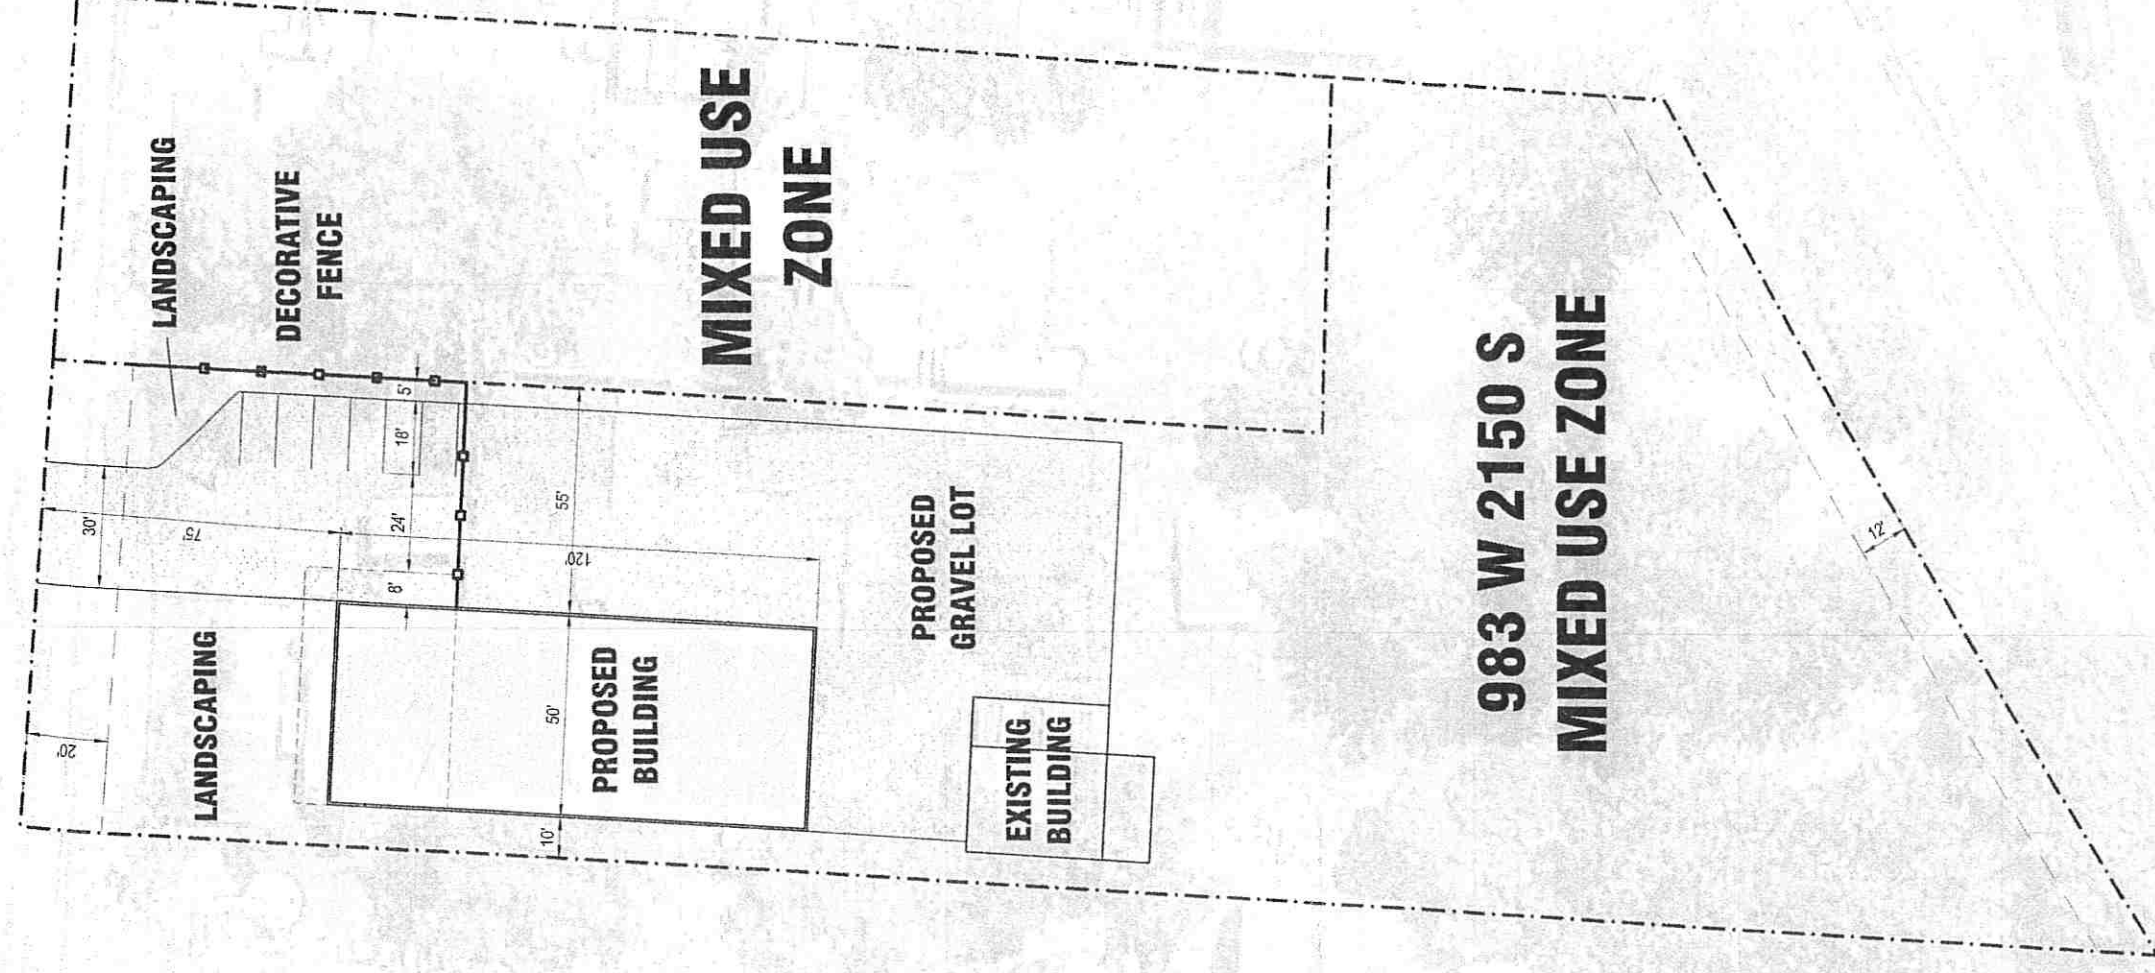 LANDSCAPING
DECORATIVE
FENCE
MIXED USE
ZONE
30'
75'
5'
18'
24'
8'
55'
120'
20'
LANDSCAPING
PROPOSED
BUILDING
50'
10'
PROPOSED
GRAVEL LOT
EXISTING
BUILDING
983 W 2150 S
MIXED USE ZONE
12'